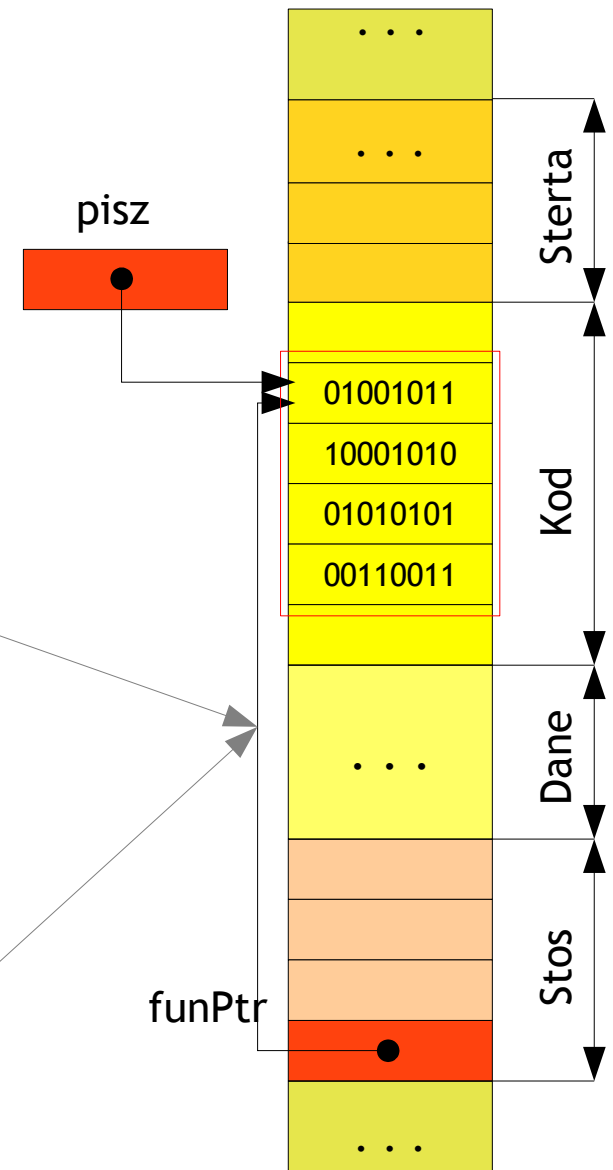 . . .
Sterta
. . .
pisz
01001011
10001010
01010101
00110011
Kod
Dane
. . .
Stos
funPtr
. . .